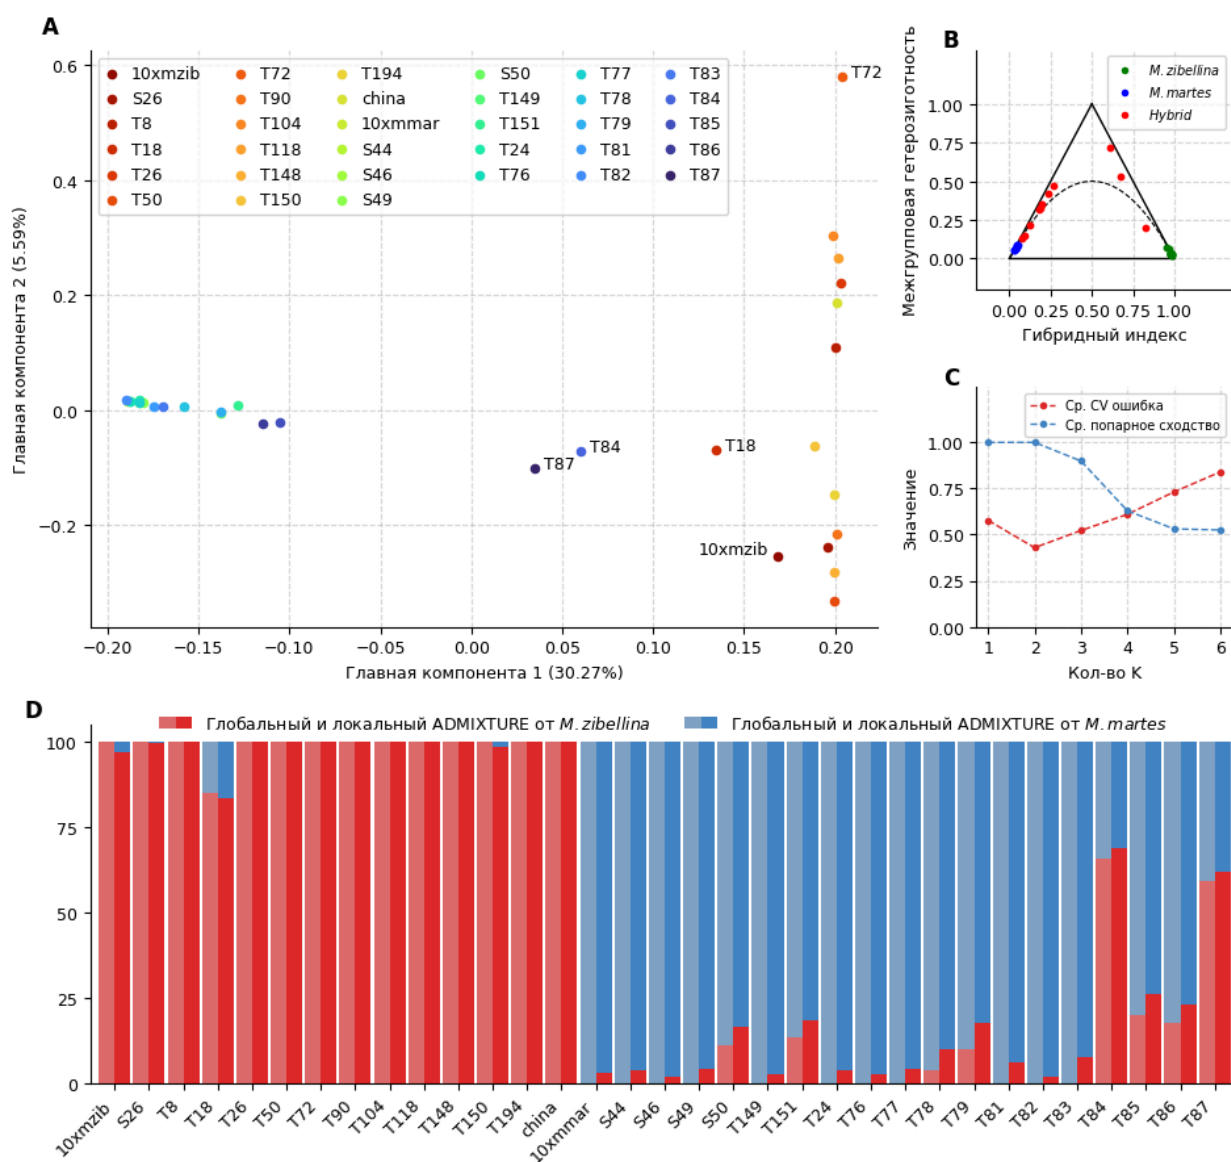 A
0.6
0.4
0.2
0.0
−0.2
Главная компонента 2 (5.59%)
10xmzib
S26
T8
T18
T26
T50
T72
T90
T104
T118
T148
T150
T194
china
10xmmar
S44
S46
S49
S50
T149
T151
T24
T76
T77
T78
T79
T81
T82
T83
T84
T85
T86
T87
T72
T84
T87
T18
10xmzib
−0.20 −0.15 −0.10 −0.05 0.00 0.05 0.10 0.15 0.20
Главная компонента 1 (30.27%)
B
Межгрупповая гетерозиготность
1.00
0.75
0.50
0.25
0.00
M. zibellina
M. martes
Hybrid
0.00 0.25 0.50 0.75 1.00
Гибридный индекс
C
Значение
1.00
0.75
0.50
0.25
0.00
Ср. CV ошибка
Ср. попарное сходство
1 2 3 4 5 6
Кол-во K
D
Глобальный и локальный ADMIXTURE от M. zibellina
Глобальный и локальный ADMIXTURE от M. martes
100
75
50
25
0
10xmzib S26 T8 T18 T26 T50 T72 T90 T104 T118 T148 T150 T194 china 10xmmar S44 S46 S49 S50 T149 T151 T24 T76 T77 T78 T79 T81 T82 T83 T84 T85 T86 T87